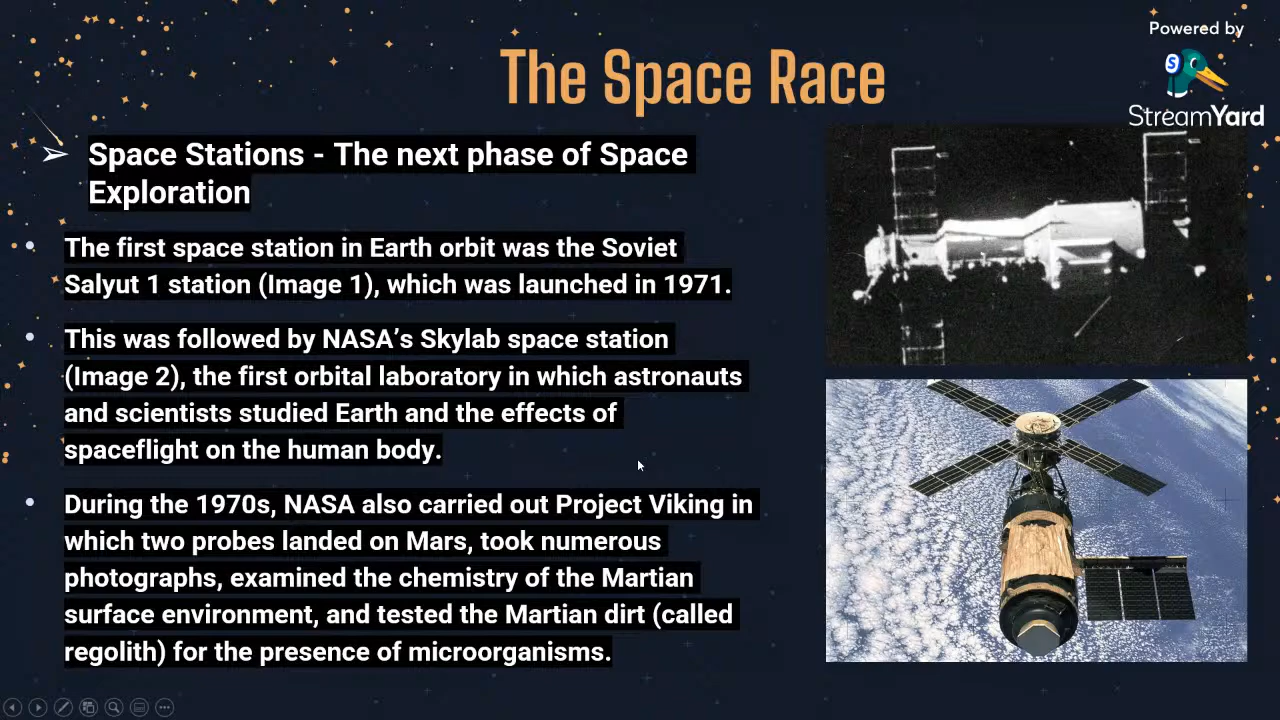 The Space Race
Powered by
S
StreamYard
Space Stations - The next phase of Space
Exploration
The first space station in Earth orbit was the Soviet
Salyut 1 station (Image 1), which was launched in 1971.
This was followed by NASA’s Skylab space station
(Image 2), the first orbital laboratory in which astronauts
and scientists studied Earth and the effects of
spaceflight on the human body.
During the 1970s, NASA also carried out Project Viking in
which two probes landed on Mars, took numerous
photographs, examined the chemistry of the Martian
surface environment, and tested the Martian dirt (called
regolith) for the presence of microorganisms.